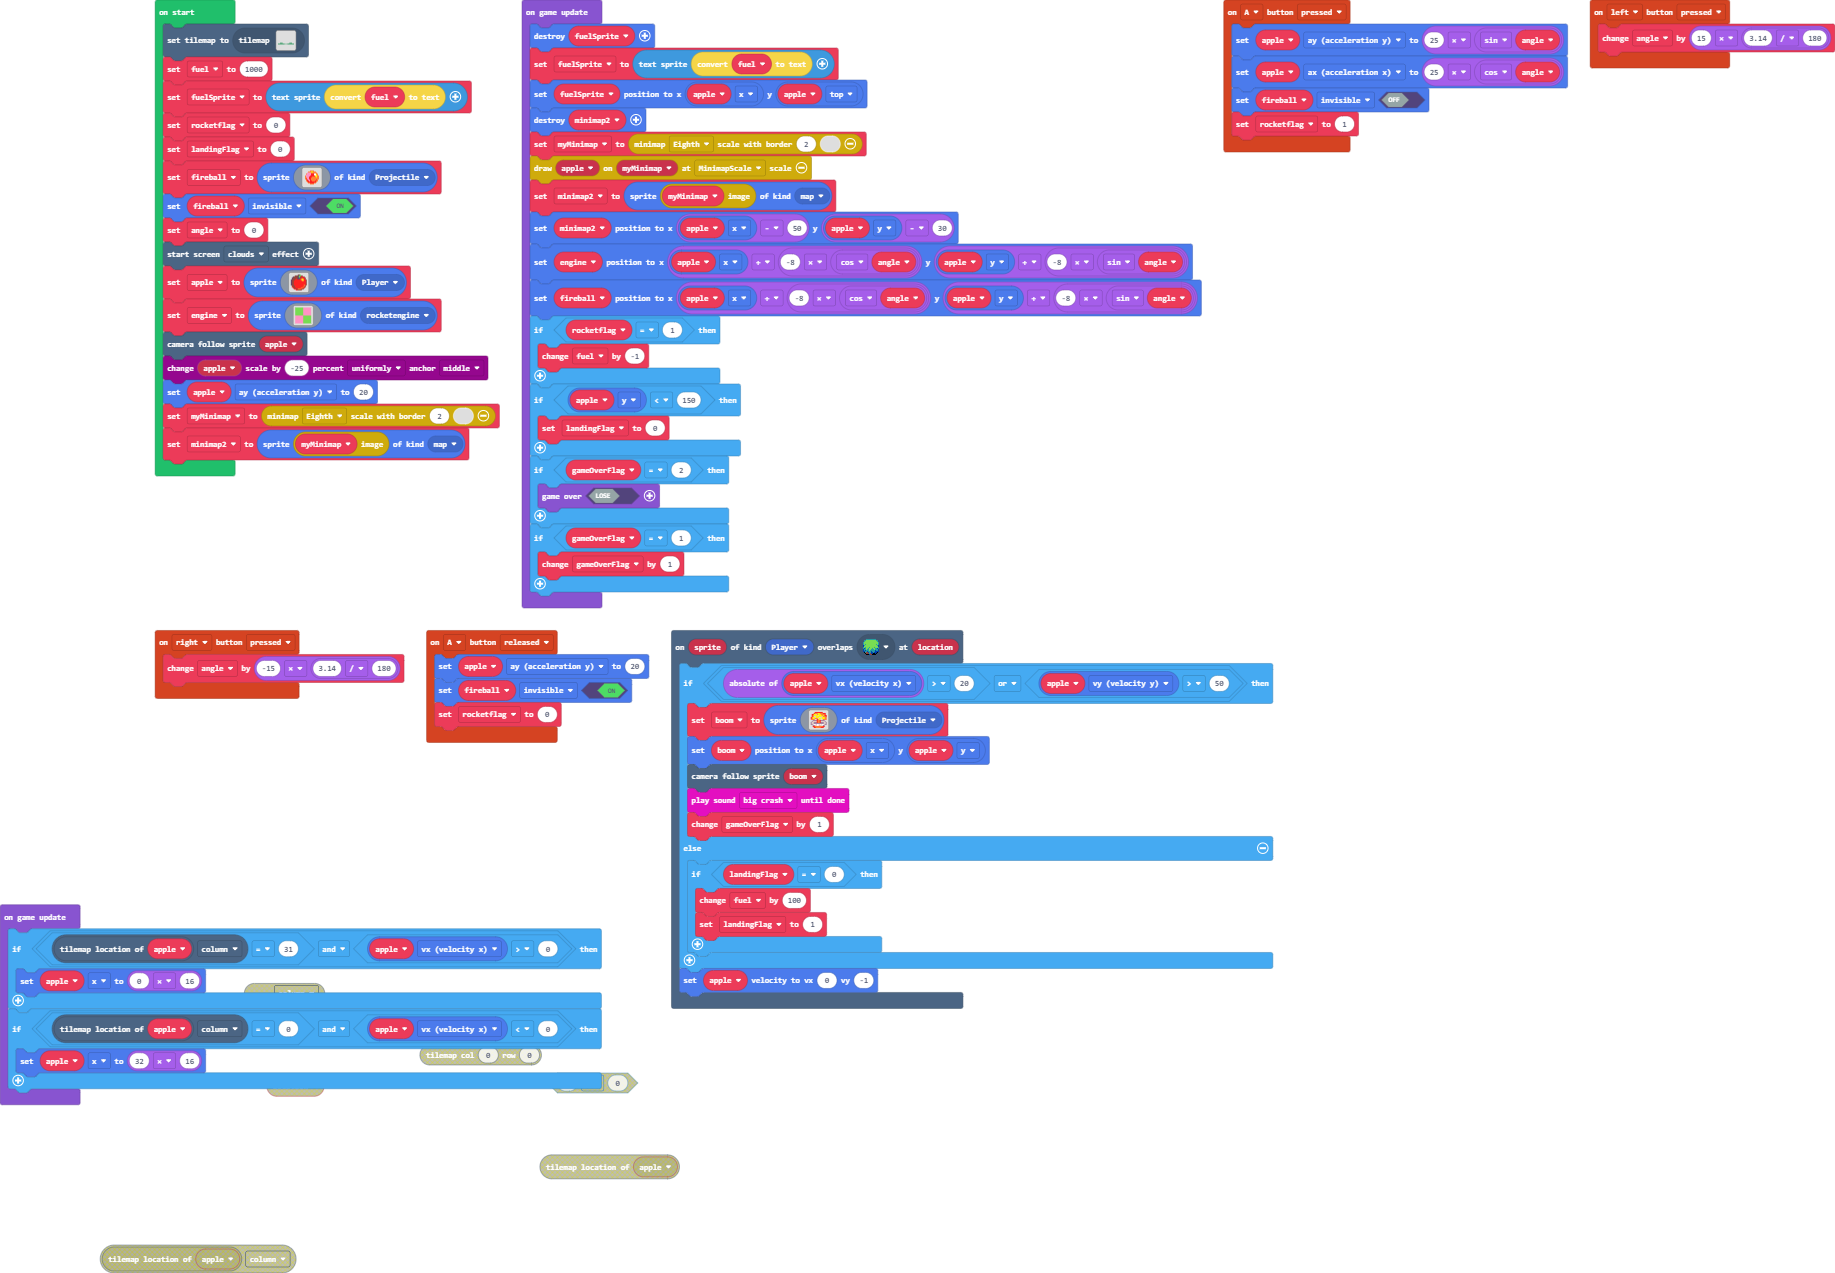 on start
set tilemap to tilemap
set fuel to 1000
set fuelSprite to text sprite convert fuel to text
set rocketflag to 0
set landingFlag to 0
set fireball to sprite of kind Projectile
set fireball invisible ON
set angle to 0
start screen clouds effect
set apple to sprite of kind Player
set engine to sprite of kind rocketengine
camera follow sprite apple
change apple scale by -25 percent uniformly anchor middle
set apple ay (acceleration y) to 20
set myMinimap to minimap Eighth scale with border 2
set minimap2 to sprite myMinimap image of kind map
on game update
destroy fuelSprite
set fuelSprite to text sprite convert fuel to text
set fuelSprite position to x apple x y apple top
destroy minimap2
set myMinimap to minimap Eighth scale with border 2
draw apple on myMinimap at MinimapScale scale
set minimap2 to sprite myMinimap image of kind map
set minimap2 position to x apple x - 50 y apple y - 30
set engine position to x apple x + -8 × cos angle y apple y + -8 × sin angle
set fireball position to x apple x + -8 × cos angle y apple y + -8 × sin angle
if rocketflag = 1 then
change fuel by -1
if apple y < 150 then
set landingFlag to 0
if gameOverFlag = 2 then
game over LOSE
if gameOverFlag = 1 then
change gameOverFlag by 1
on A button pressed
set apple ay (acceleration y) to 25 × sin angle
set apple ax (acceleration x) to 25 × cos angle
set fireball invisible OFF
set rocketflag to 1
on left button pressed
change angle by 15 × 3.14 / 180
on right button pressed
change angle by -15 × 3.14 / 180
on A button released
set apple ay (acceleration y) to 20
set fireball invisible ON
set rocketflag to 0
on sprite of kind Player overlaps at location
if absolute of apple vx (velocity x) > 20 or apple vy (velocity y) > 50 then
set boom to sprite of kind Projectile
set boom position to x apple x y apple y
camera follow sprite boom
play sound big crash until done
change gameOverFlag by 1
else
if landingFlag = 0 then
change fuel by 100
set landingFlag to 1
set apple velocity to vx 0 vy -1
on game update
if tilemap location of apple column = 31 and apple vx (velocity x) > 0 then
set apple x to 0 × 16
if tilemap location of apple column = 0 and apple vx (velocity x) < 0 then
set apple x to 32 × 16
tilemap col 0 row 0
0
tilemap location of apple
tilemap location of apple column